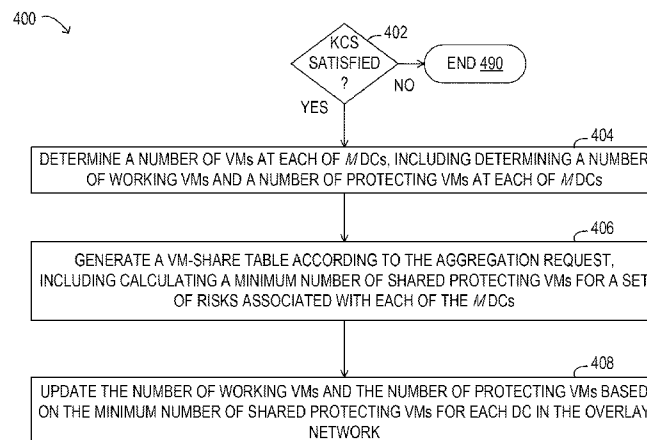 400
402
KCS
SATISFIED
?
END 490
NO
YES
404
DETERMINE A NUMBER OF VMs AT EACH OF M DCs, INCLUDING DETERMINING A NUMBER
OF WORKING VMs AND A NUMBER OF PROTECTING VMs AT EACH OF M DCs
406
GENERATE A VM-SHARE TABLE ACCORDING TO THE AGGREGATION REQUEST,
INCLUDING CALCULATING A MINIMUM NUMBER OF SHARED PROTECTING VMs FOR A SET
OF RISKS ASSOCIATED WITH EACH OF THE M DCs
408
UPDATE THE NUMBER OF WORKING VMs AND THE NUMBER OF PROTECTING VMs BASED
ON THE MINIMUM NUMBER OF SHARED PROTECTING VMs FOR EACH DC IN THE OVERLAY
NETWORK